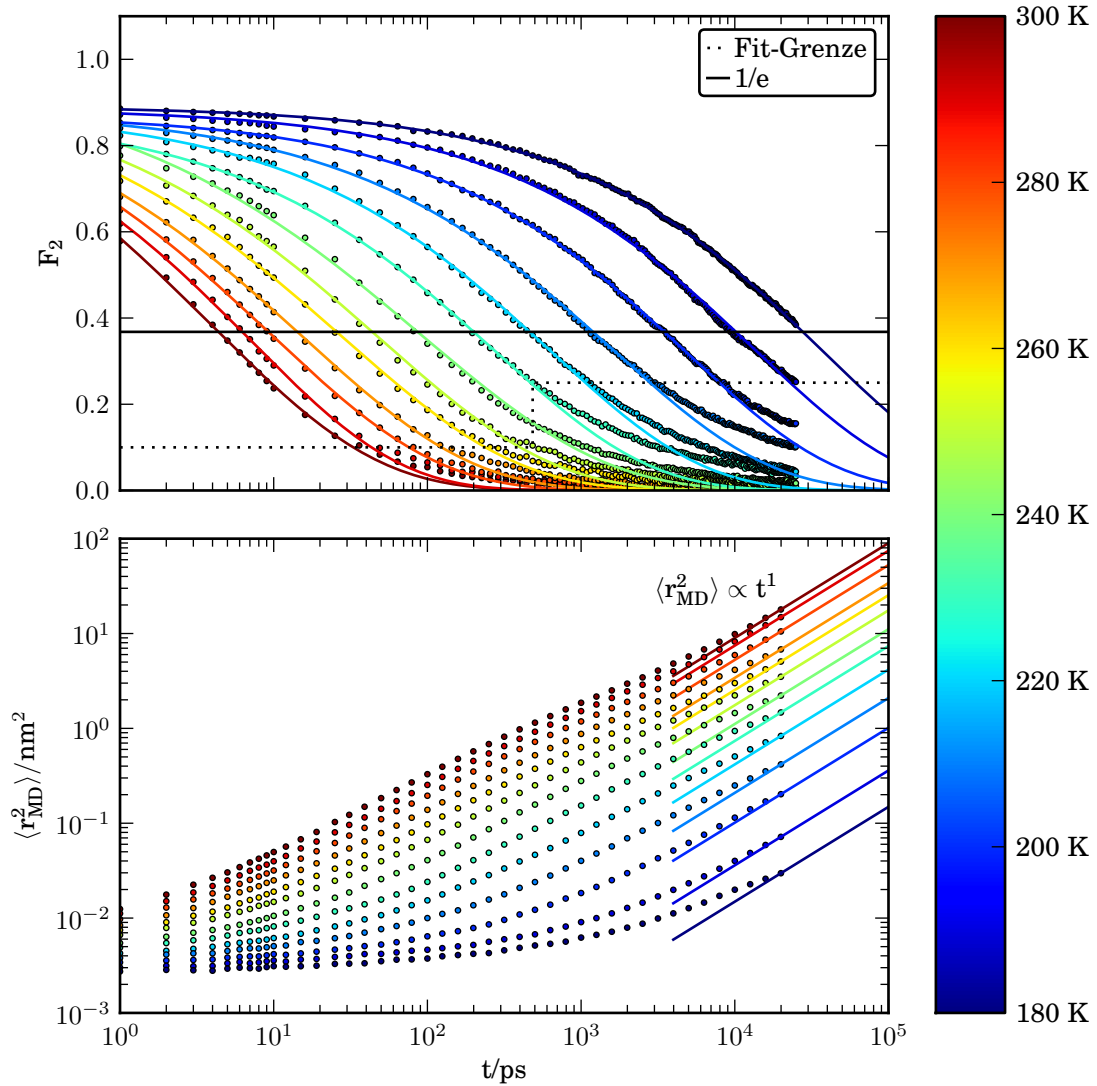 1.0
0.8
0.6
0.4
0.2
0.0
F₂
Fit-Grenze
1/e
10²
10¹
10⁰
10⁻¹
10⁻²
10⁻³
⟨r²_MD⟩/nm²
⟨r²_MD⟩ ∝ t¹
10⁰ 10¹ 10² 10³ 10⁴ 10⁵
t/ps
300 K
280 K
260 K
240 K
220 K
200 K
180 K